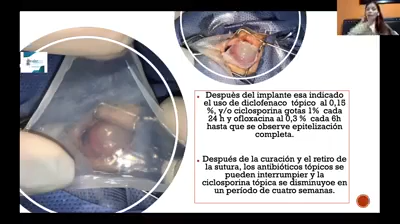 Después del implante esa indicado
el uso de diclofenaco tópico al 0,15
%, y/o ciclosporina gotas 1% cada
24 h y ofloxacina al 0,3 % cada 6h
hasta que se observe epitelización
completa.
Después de la curación y el retiro de
la sutura, los antibióticos tópicos se
pueden interrumpier y la
ciclosporina tópica se disminuyoe en
un período de cuatro semanas.